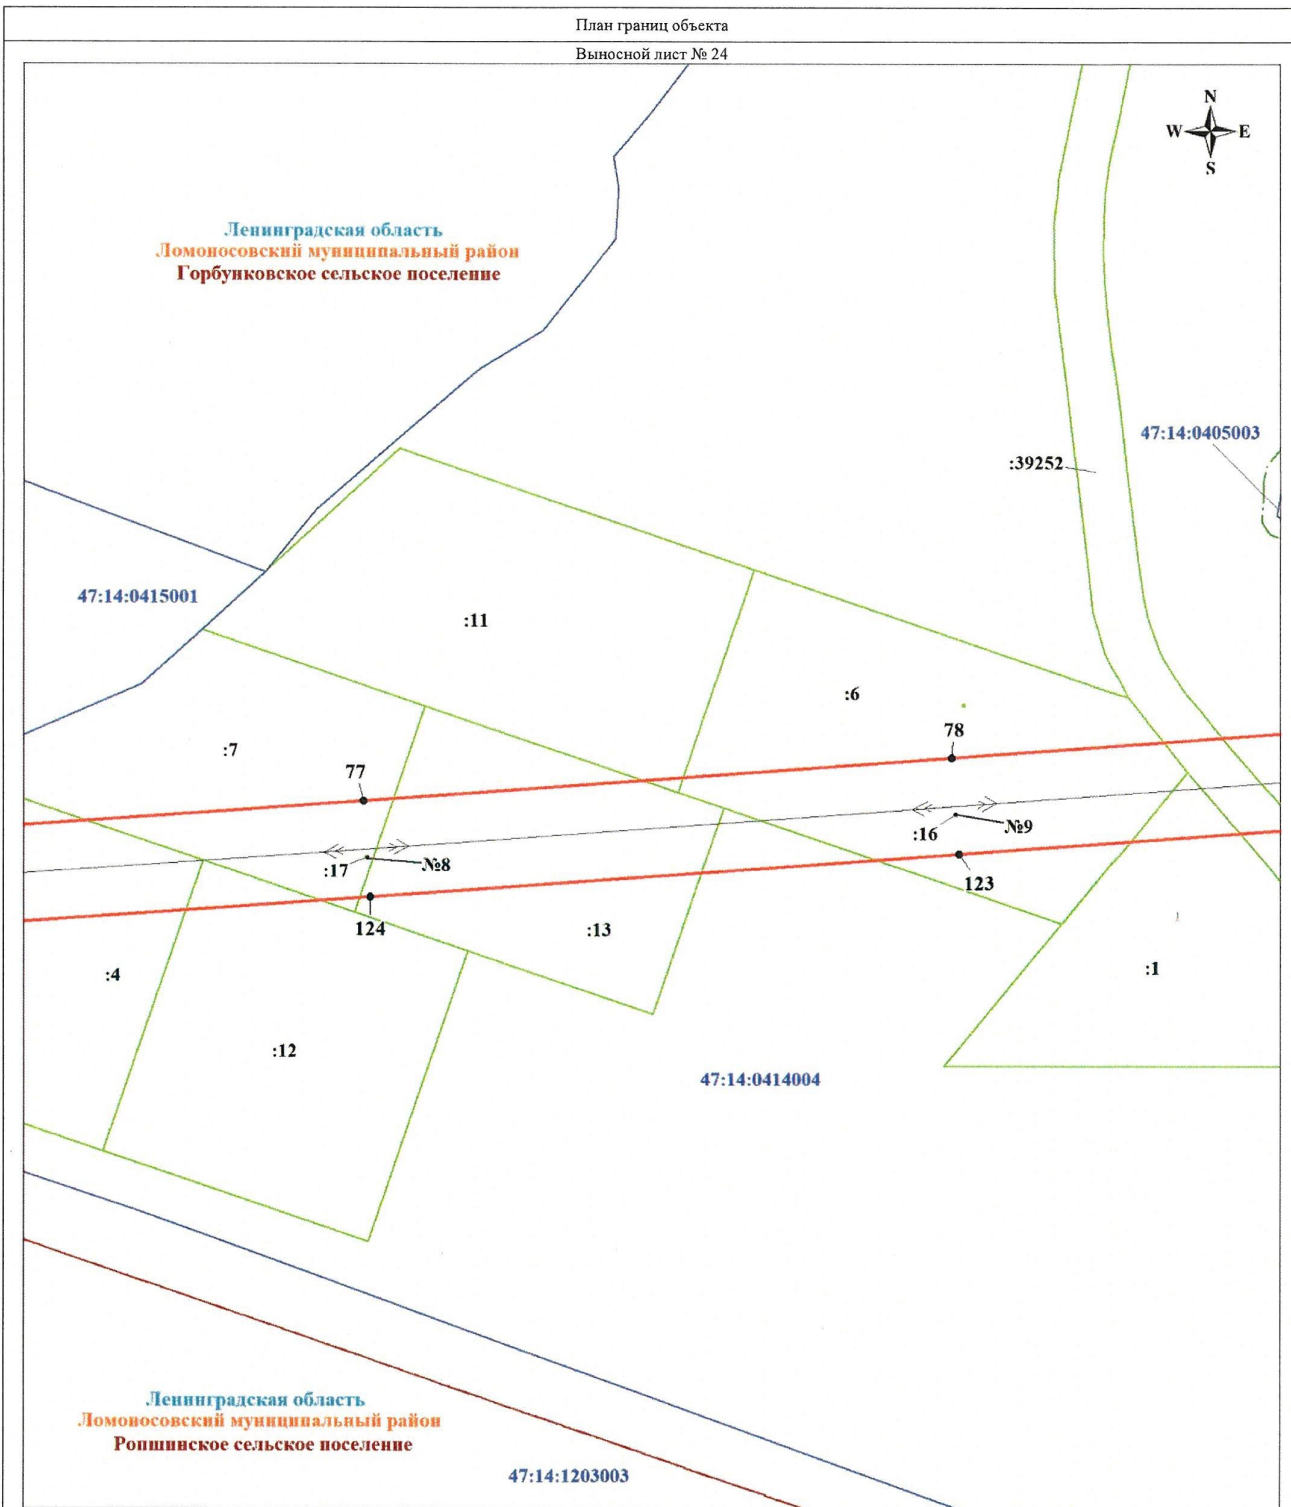 План границ объекта
Выносной лист № 24
N
W E
S
Ленинградская область
Ломоносовский муниципальный район
Горбунковское сельское поселение
47:14:0405003
:39252
47:14:0415001
:11
:6
78
:7
77
:16
№9
:17
№8
123
124
:13
:4
:1
:12
47:14:0414004
Ленинградская область
Ломоносовский муниципальный район
Ропшинское сельское поселение
47:14:1203003